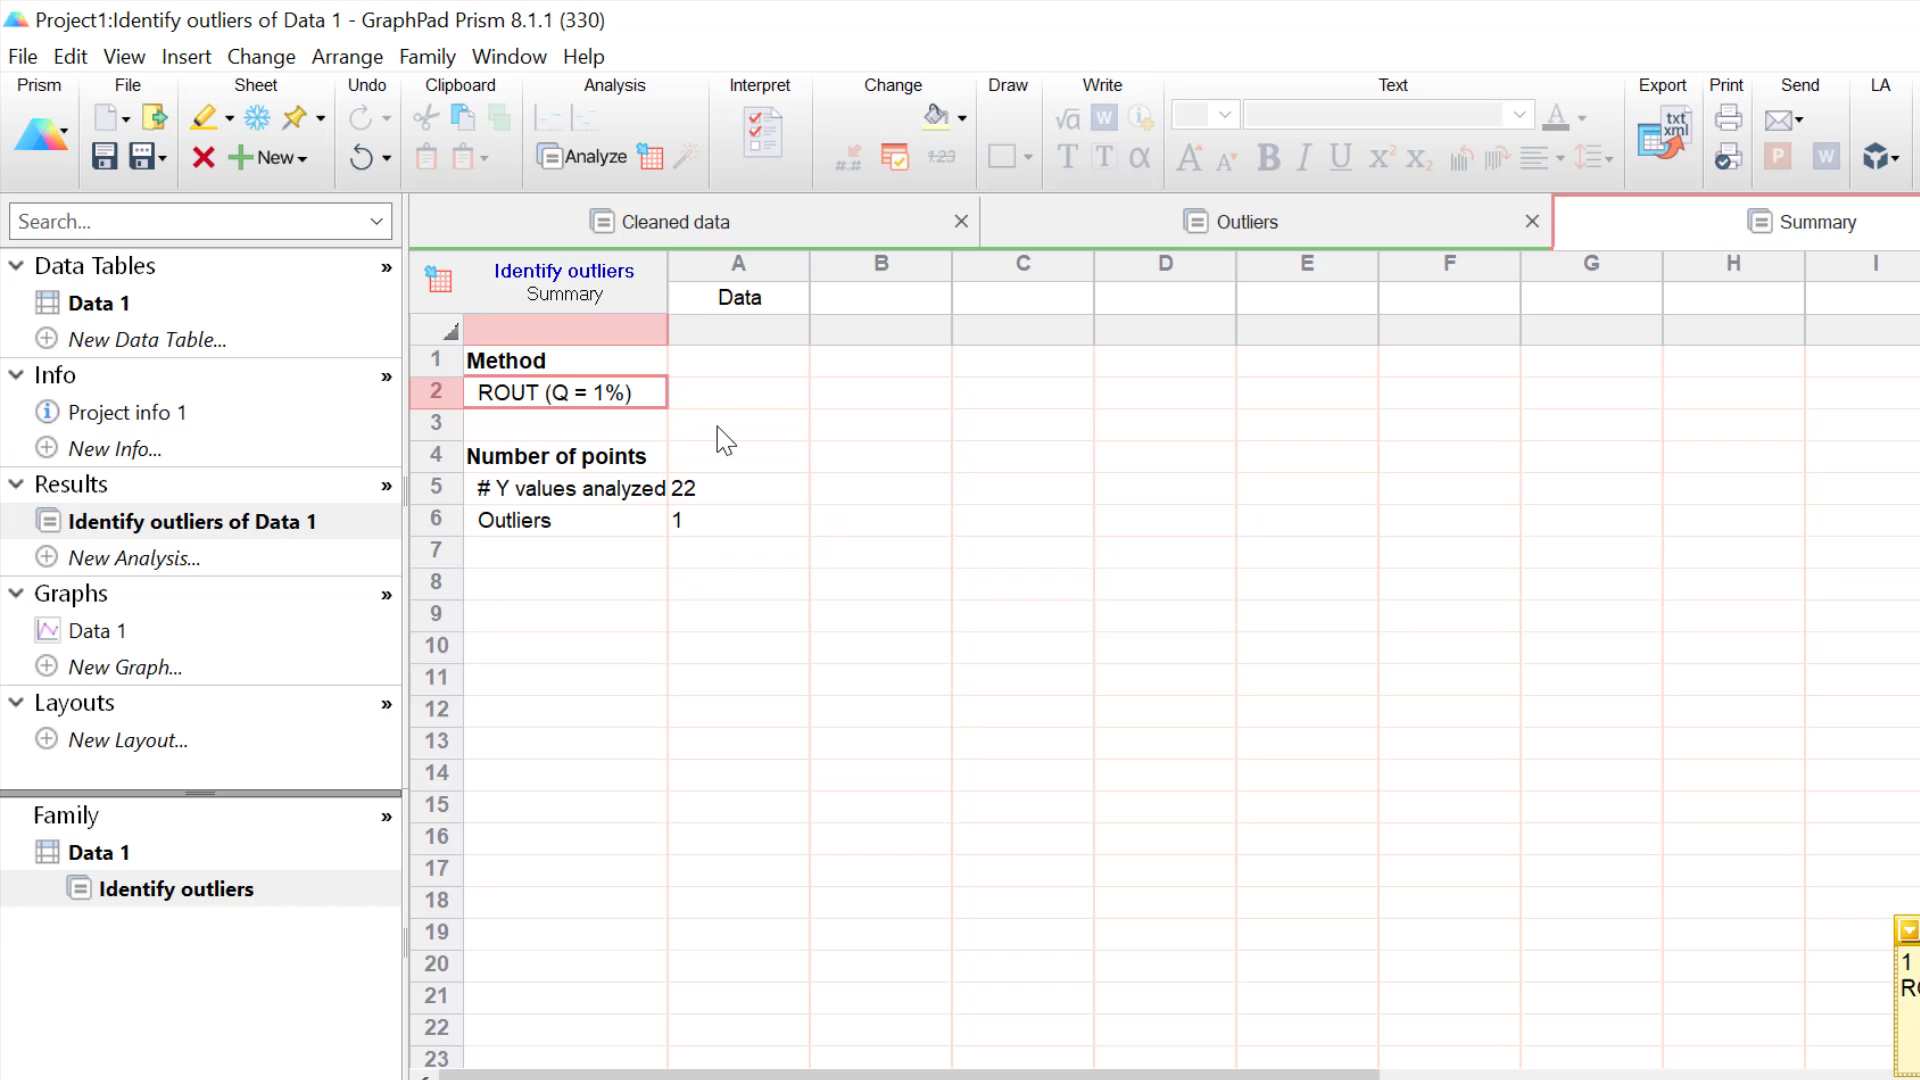 Project1:Identify outliers of Data 1 - GraphPad Prism 8.1.1 (330)
File Edit View Insert Change Arrange Family Window Help
Prism File Sheet Undo Clipboard Analysis Interpret Change Draw Write Text Export Print Send LA
New
Analyze
txt
xml
Search...
Cleaned data
Outliers
Summary
Data Tables
Data 1
New Data Table...
Info
Project info 1
New Info...
Results
Identify outliers of Data 1
New Analysis...
Graphs
Data 1
New Graph...
Layouts
New Layout...
Family
Data 1
Identify outliers
Identify outliers
Summary
A B C D E F G H I
Data
1 Method
2 ROUT (Q = 1%)
3
4 Number of points
5 # Y values analyzed 22
6 Outliers 1
7
8
9
10
11
12
13
14
15
16
17
18
19
20
21
22
23
1